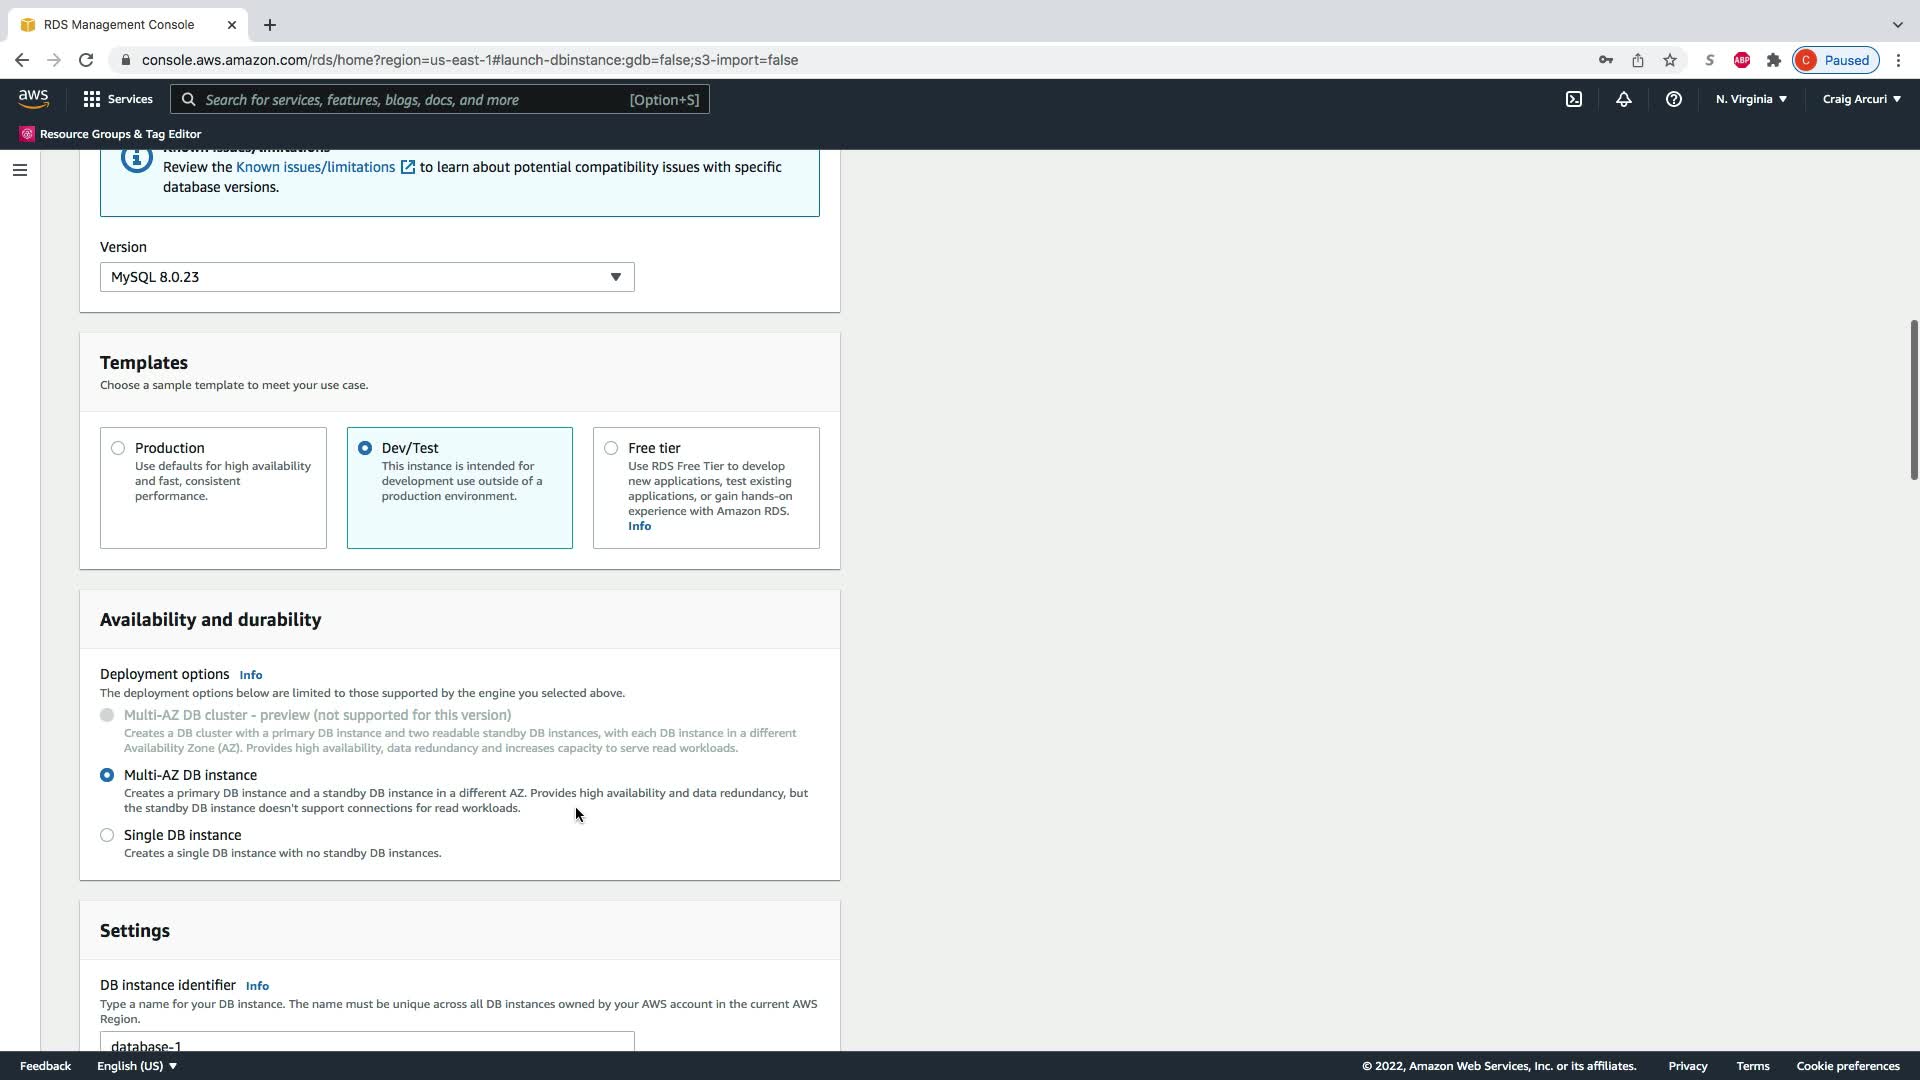 RDS Management Console
console.aws.amazon.com/rds/home?region=us-east-1#launch-dbinstance:gdb=false;s3-import=false
S
ABP
C Paused
aws
Services
Search for services, features, blogs, docs, and more [Option+S]
N. Virginia
Craig Arcuri
Resource Groups & Tag Editor
Known issues/limitations
Review the Known issues/limitations to learn about potential compatibility issues with specific
database versions.
Version
MySQL 8.0.23
Templates
Choose a sample template to meet your use case.
Production
Use defaults for high availability
and fast, consistent
performance.
Dev/Test
This instance is intended for
development use outside of a
production environment.
Free tier
Use RDS Free Tier to develop
new applications, test existing
applications, or gain hands-on
experience with Amazon RDS.
Info
Availability and durability
Deployment options Info
The deployment options below are limited to those supported by the engine you selected above.
Multi-AZ DB cluster - preview (not supported for this version)
Creates a DB cluster with a primary DB instance and two readable standby DB instances, with each DB instance in a different
Availability Zone (AZ). Provides high availability, data redundancy and increases capacity to serve read workloads.
Multi-AZ DB instance
Creates a primary DB instance and a standby DB instance in a different AZ. Provides high availability and data redundancy, but
the standby DB instance doesn't support connections for read workloads.
Single DB instance
Creates a single DB instance with no standby DB instances.
Settings
DB instance identifier Info
Type a name for your DB instance. The name must be unique across all DB instances owned by your AWS account in the current AWS
Region.
database-1
Feedback
English (US)
© 2022, Amazon Web Services, Inc. or its affiliates.
Privacy
Terms
Cookie preferences